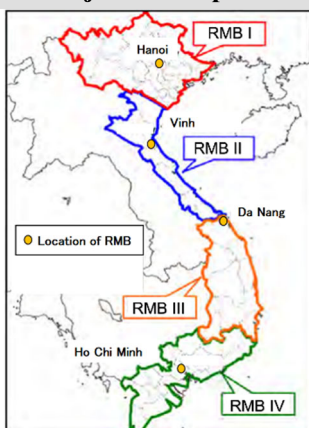 RMB I
Hanoi
Vinh
RMB II
Da Nang
Location of RMB
RMB III
Ho Chi Minh
RMB IV